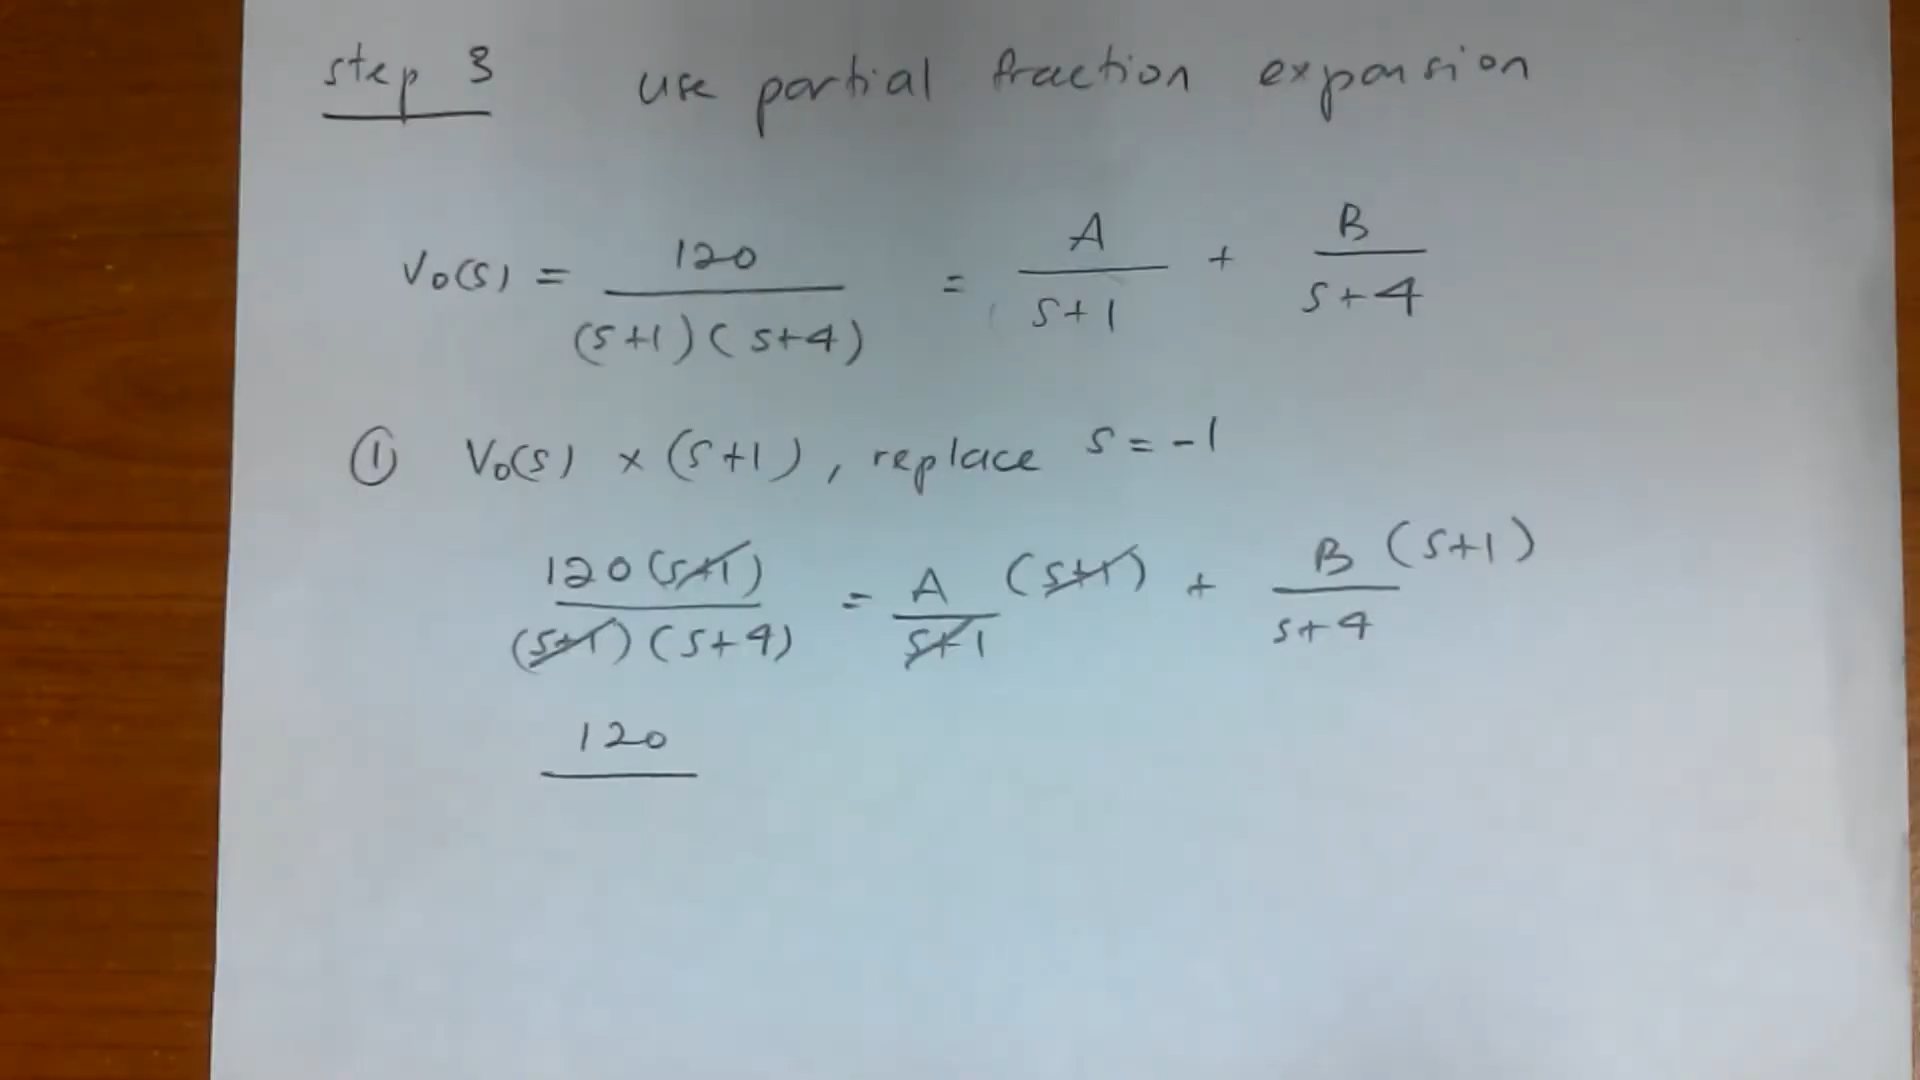 step 3 use partial fraction expansion
Vo(s) = 120 / (s+1)(s+4) = A / s+1 + B / s+4
① Vo(s) × (s+1), replace s = -1
120(s+1) / (s+1)(s+4) = A (s+1) / s+1 + B (s+1) / s+4
120